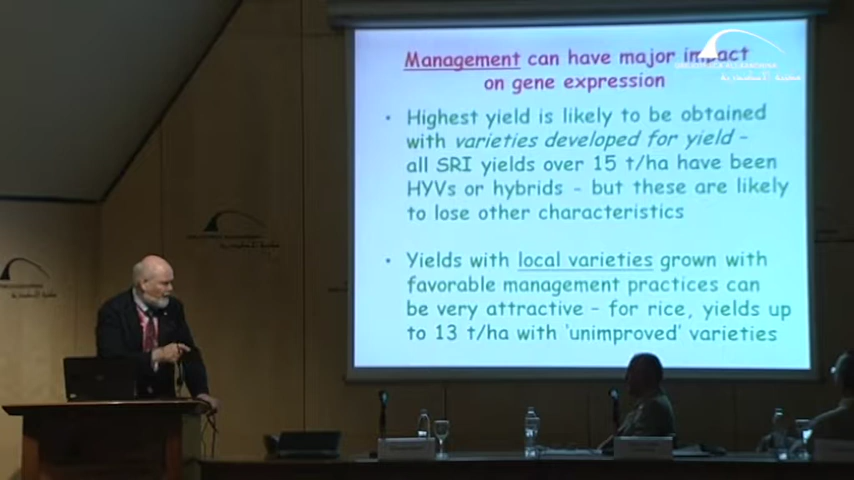 Management can have major impact
on gene expression
• Highest yield is likely to be obtained
with varieties developed for yield –
all SRI yields over 15 t/ha have been
HYVs or hybrids - but these are likely
to lose other characteristics
• Yields with local varieties grown with
favorable management practices can
be very attractive – for rice, yields up
to 13 t/ha with 'unimproved' varieties